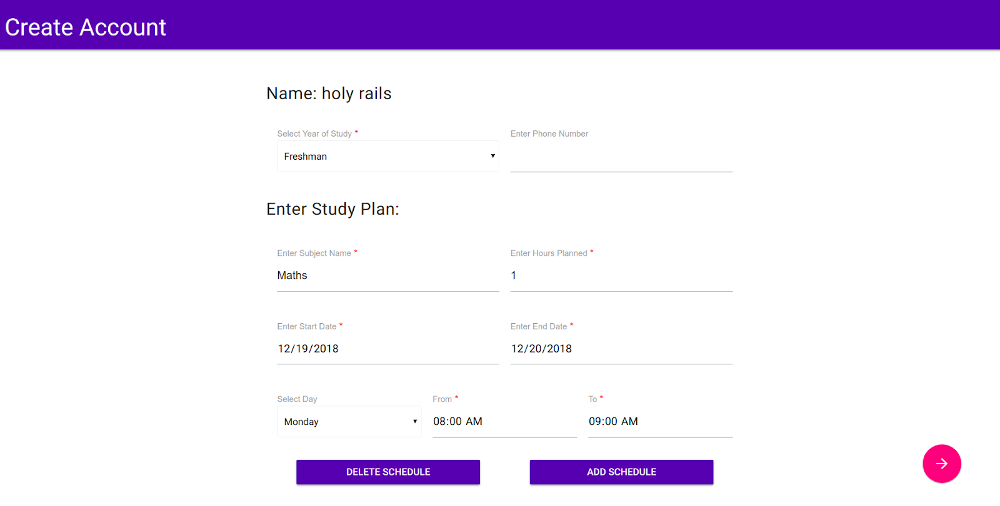 Create Account
Name: holy rails
Select Year of Study * Enter Phone Number
Freshman
Enter Study Plan:
Enter Subject Name * Enter Hours Planned *
Maths 1
Enter Start Date * Enter End Date *
12/19/2018 12/20/2018
Select Day From * To *
Monday 08:00 AM 09:00 AM
DELETE SCHEDULE ADD SCHEDULE